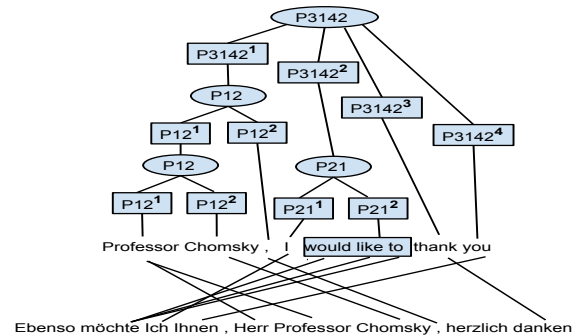 P3142
P3142¹
P3142²
P12
P3142³
P12¹ P12² P3142⁴
P12 P21
P12¹ P12² P21¹ P21²
Professor Chomsky , I would like to thank you
Ebenso möchte Ich Ihnen , Herr Professor Chomsky , herzlich danken